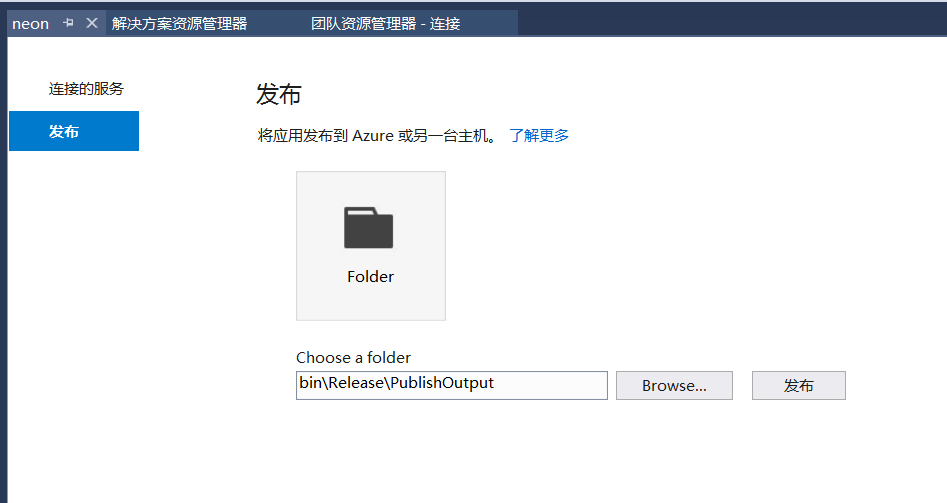 neon 解决方案资源管理器 团队资源管理器 - 连接
连接的服务
发布
发布
将应用发布到 Azure 或另一台主机。 了解更多
Folder
Choose a folder
bin\Release\PublishOutput Browse... 发布